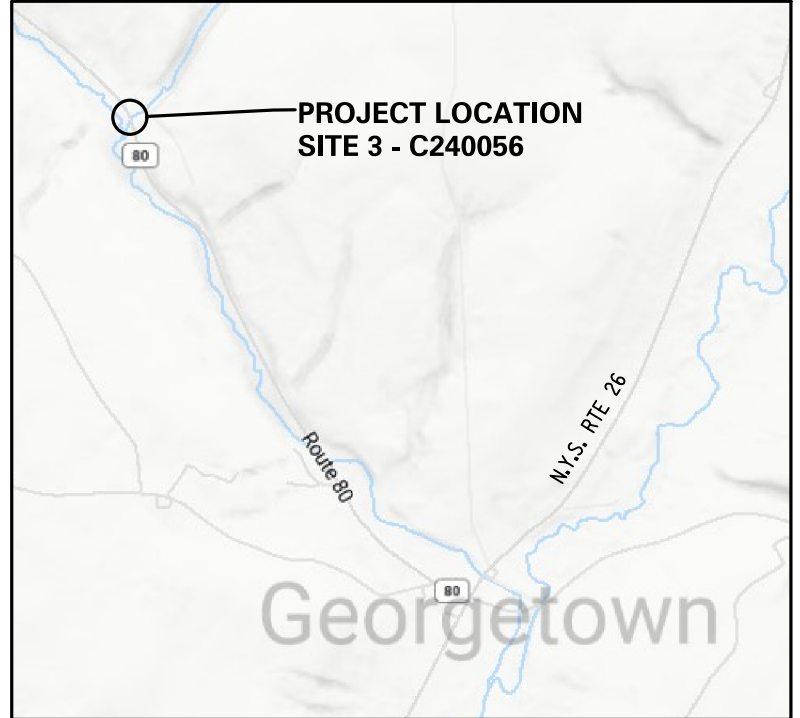 PROJECT LOCATION
SITE 3 - C240056
80
N.Y.S. RTE 26
Route 80
80
Georgetown